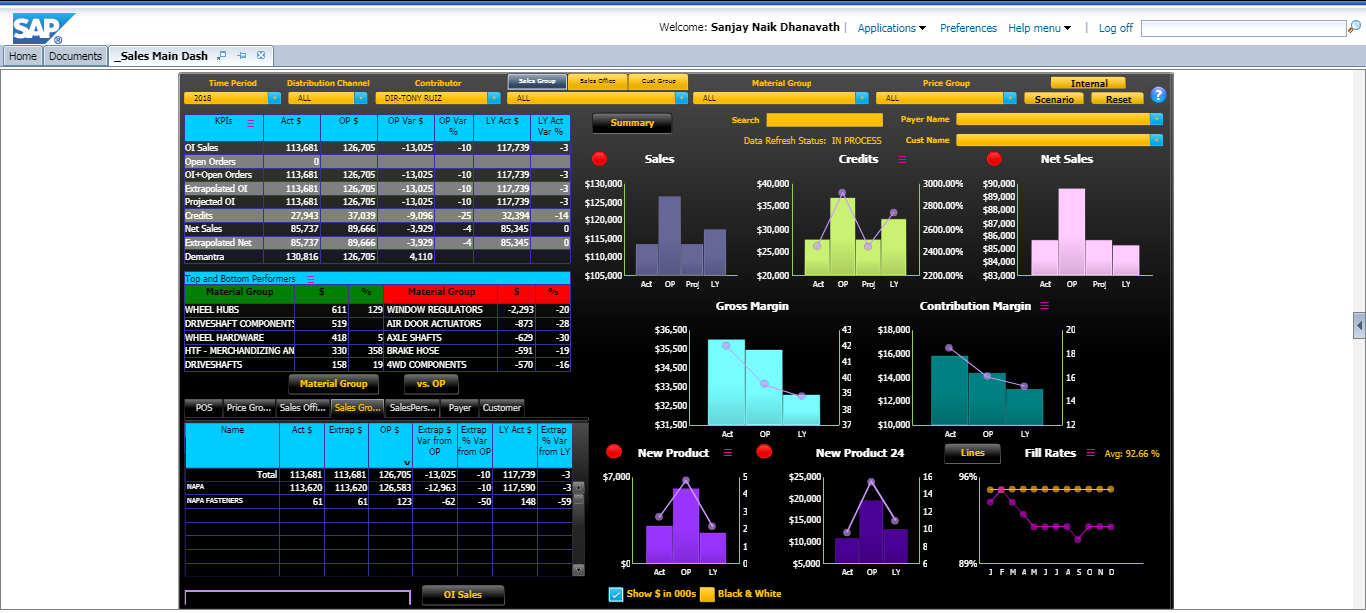 SAP ®
Welcome: Sanjay Naik Dhanavath | Applications Preferences Help menu | Log off
Home Documents _Sales Main Dash
Time Period Distribution Channel Contributor Sales Group Sales Office Cust Group Material Group Price Group Internal
2018 ALL DIR-TONY RUIZ ALL ALL ALL Scenario Reset ?
KPIs Act $ OP $ OP Var $ OP Var % LY Act $ LY Act Var %
OI Sales 113,681 126,705 -13,025 -10 117,739 -3
Open Orders 0
OI+Open Orders 113,681 126,705 -13,025 -10 117,739 -3
Extrapolated OI 113,681 126,705 -13,025 -10 117,739 -3
Projected OI 113,681 126,705 -13,025 -10 117,739 -3
Credits 27,943 37,039 -9,096 -25 32,394 -14
Net Sales 85,737 89,666 -3,929 -4 85,345 0
Extrapolated Net 85,737 89,666 -3,929 -4 85,345 0
Demantra 130,816 126,705 4,110
Summary Search Payer Name
Data Refresh Status: IN PROCESS Cust Name
Top and Bottom Performers
Material Group $ % Material Group $ %
WHEEL HUBS 611 129 WINDOW REGULATORS -2,293 -20
DRIVESHAFT COMPONENTS 519 AIR DOOR ACTUATORS -873 -28
WHEEL HARDWARE 418 5 AXLE SHAFTS -629 -30
HTF - MERCHANDIZING AN 330 358 BRAKE HOSE -591 -19
DRIVESHAFTS 158 19 4WD COMPONENTS -570 -16
Material Group vs. OP
POS Price Gro... Sales Offi... Sales Gro... SalesPers... Payer Customer
Name Act $ Extrap $ OP $ Extrap $ Var from OP Extrap % Var from OP LY Act $ Extrap % Var from LY
Total 113,681 113,681 126,705 -13,025 -10 117,739 -3
NAPA 113,620 113,620 126,583 -12,963 -10 117,590 -3
NAPA FASTENERS 61 61 123 -62 -50 148 -59
OI Sales
Sales
$130,000
$125,000
$120,000
$115,000
$110,000
$105,000
Act OP Proj LY
Credits
$40,000 3000.00%
$35,000 2800.00%
$30,000 2600.00%
$25,000 2400.00%
$20,000 2200.00%
Act OP Proj LY
Net Sales
$90,000
$89,000
$88,000
$87,000
$86,000
$85,000
$84,000
$83,000
Act OP Proj LY
Gross Margin
$36,500 43
$35,500 42
$34,500 41
$33,500 40
$32,500 39
$31,500 38
37
Act OP LY
Contribution Margin
$18,000 20
$16,000 18
$14,000 16
$12,000 14
$10,000 12
Act OP LY
New Product
$7,000 5
4
3
2
1
$0 0
Act OP LY
New Product 24
$25,000 16
$20,000 14
$15,000 12
$10,000 10
8
$5,000 6
Act OP LY
Lines Fill Rates Avg: 92.66 %
96%
89%
J F M A M J J A S O N D
Show $ in 000s Black & White